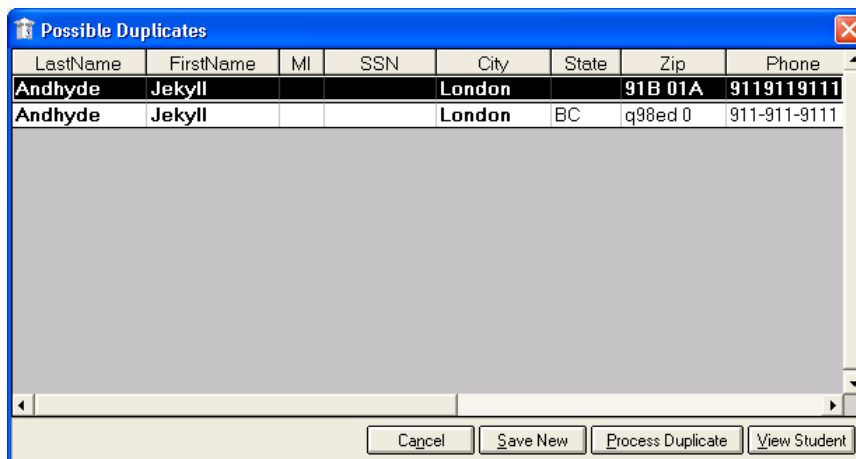 Possible Duplicates
LastName FirstName MI SSN City State Zip Phone
Andhyde Jekyll London 91B 01A 9119119111
Andhyde Jekyll London BC q98ed 0 911-911-9111
Cancel Save New Process Duplicate View Student